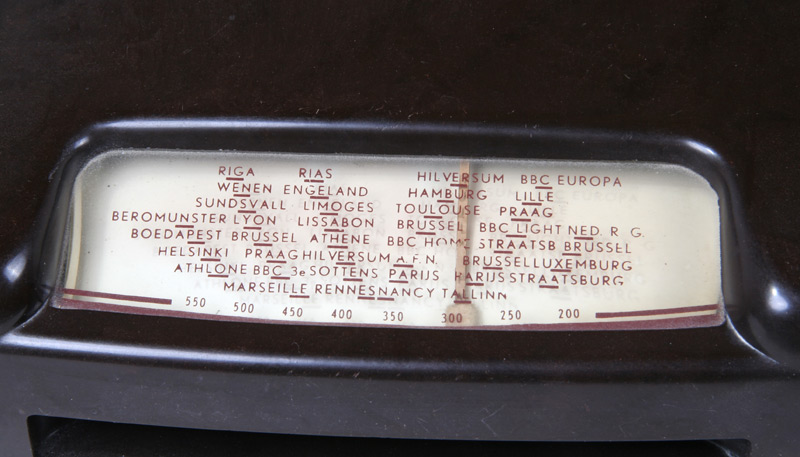 RIGA RIAS HILVERSUM BBC EUROPA
WENEN ENGELAND HAMBURG LILLE
SUNDSVALL LIMOGES TOULOUSE PRAAG
BEROMUNSTER LYON LISSABON BRUSSEL BBC LIGHT NED. R. G.
BOEDAPEST BRUSSEL ATHENE BBC HOME STRAATSB BRUSSEL
HELSINKI PRAAG HILVERSUM A.F.N. BRUSSEL LUXEMBURG
ATHLONE BBC 3e SOTTENS PARIJS PARIJS STRAATSBURG
MARSEILLE RENNES NANCY TALLINN
550 500 450 400 350 300 250 200